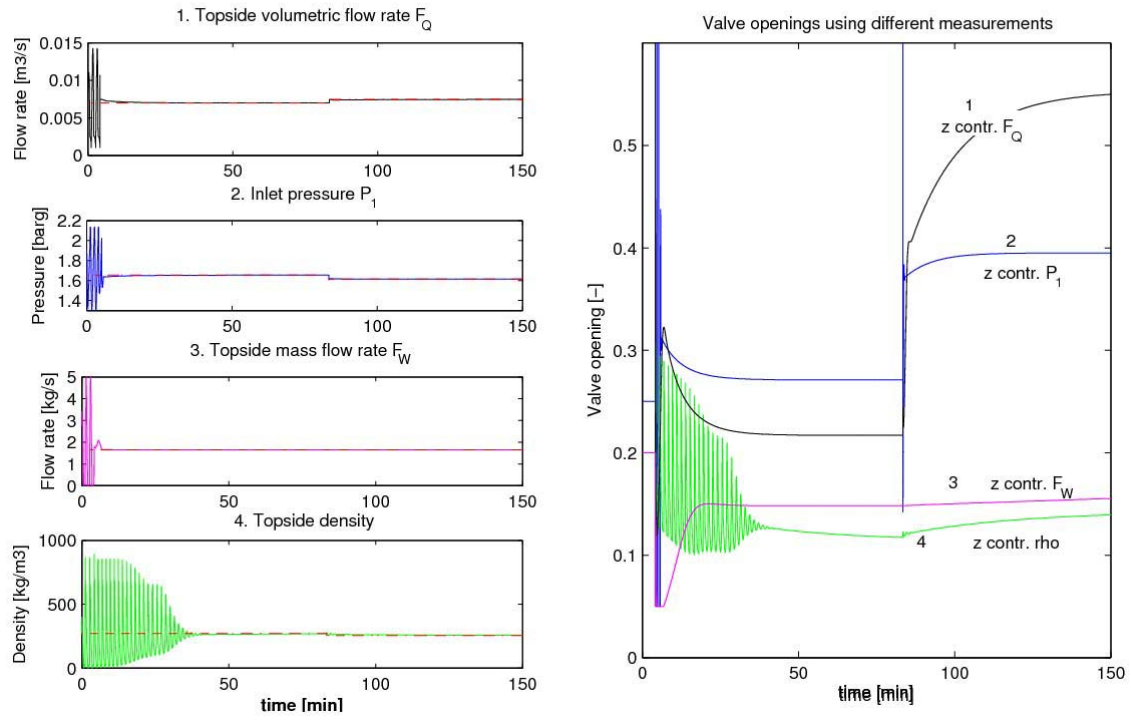 1. Topside volumetric flow rate F_Q
Flow rate [m3/s]
0.015
0.01
0.005
0
0
50
100
150
2. Inlet pressure P_1
Pressure [barg]
2.2
2
1.8
1.6
1.4
0
50
100
150
3. Topside mass flow rate F_W
Flow rate [kg/s]
5
4
3
2
1
0
0
50
100
150
4. Topside density
Density [kg/m3]
1000
500
0
0
50
100
150
time [min]
Valve openings using different measurements
Valve opening [-]
0.5
0.4
0.3
0.2
0.1
0
0
50
100
150
time [min]
1
z contr. F_Q
2
z contr. P_1
3 z contr. F_W
4 z contr. rho